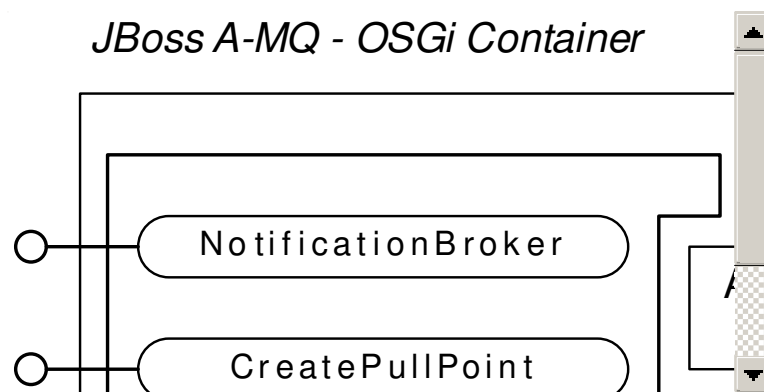 JBoss A-MQ - OSGi Container
NotificationBroker
CreatePullPoint